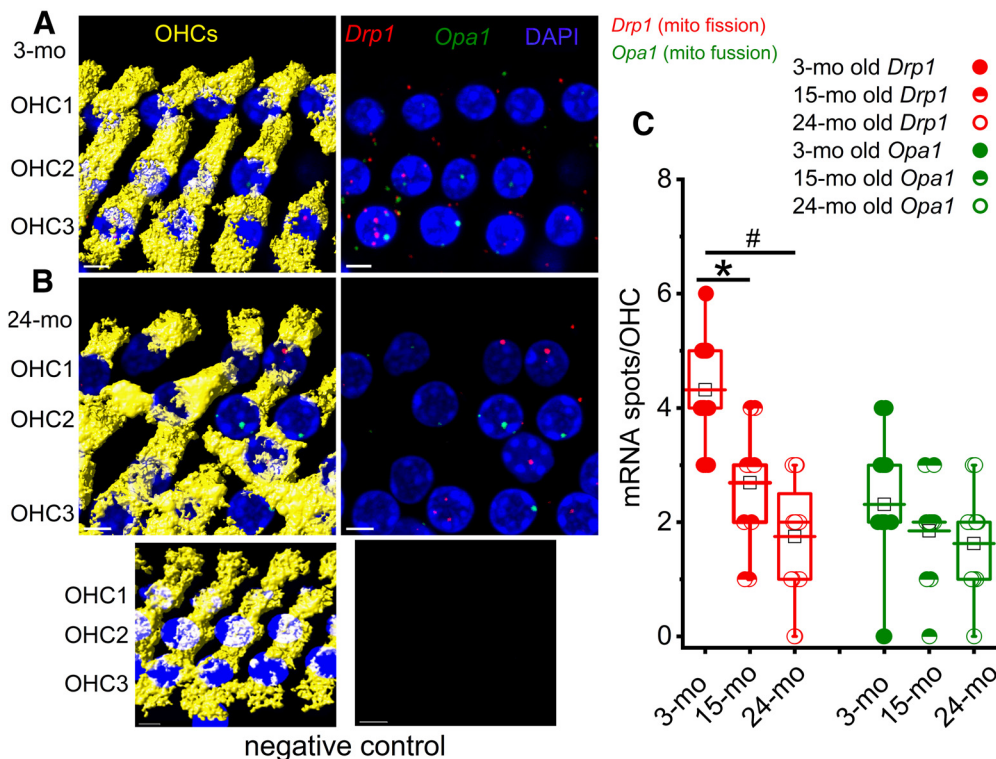 A
3-mo
OHCs
OHC1
OHC2
OHC3
Drp1 Opa1 DAPI
Drp1 (mito fission)
Opa1 (mito fussion)
B
24-mo
OHC1
OHC2
OHC3
OHC1
OHC2
OHC3
negative control
C
3-mo old Drp1
15-mo old Drp1
24-mo old Drp1
3-mo old Opa1
15-mo old Opa1
24-mo old Opa1
mRNA spots/OHC
8
6
4
2
0
#
*
3-mo
15-mo
24-mo
3-mo
15-mo
24-mo